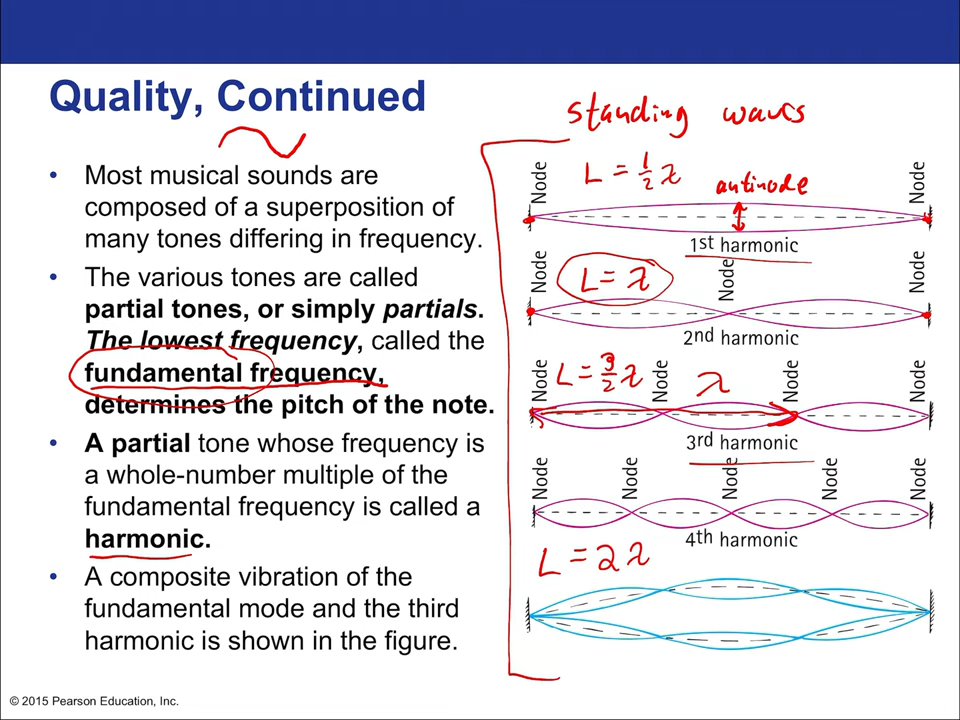 Quality, Continued
• Most musical sounds are
composed of a superposition of
many tones differing in frequency.
• The various tones are called
partial tones, or simply partials.
The lowest frequency, called the
fundamental frequency,
determines the pitch of the note.
• A partial tone whose frequency is
a whole-number multiple of the
fundamental frequency is called a
harmonic.
• A composite vibration of the
fundamental mode and the third
harmonic is shown in the figure.
standing waves
L = 1/2 λ
Node
antinode
Node
1st harmonic
Node
L = λ
Node
Node
2nd harmonic
Node
L = 3/2 λ
Node
λ
Node
Node
3rd harmonic
Node
Node
Node
Node
Node
4th harmonic
L = 2λ
© 2015 Pearson Education, Inc.